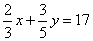 2/3 x + 3/5 y = 17